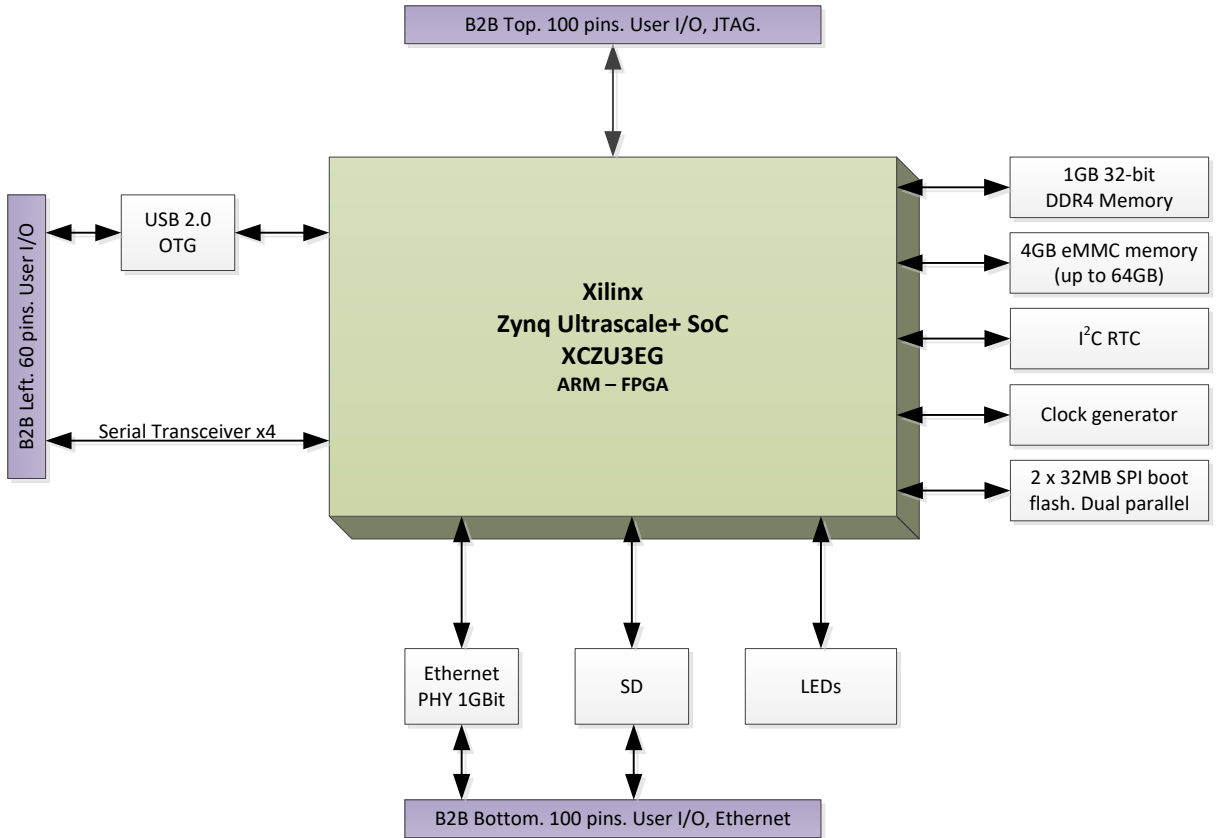 B2B Top. 100 pins. User I/O, JTAG.
B2B Left. 60 pins. User I/O
USB 2.0
OTG
Serial Transceiver x4
Xilinx
Zynq Ultrascale+ SoC
XCZU3EG
ARM – FPGA
1GB 32-bit
DDR4 Memory
4GB eMMC memory
(up to 64GB)
I²C RTC
Clock generator
2 x 32MB SPI boot
flash. Dual parallel
Ethernet
PHY 1GBit
SD
LEDs
B2B Bottom. 100 pins. User I/O, Ethernet